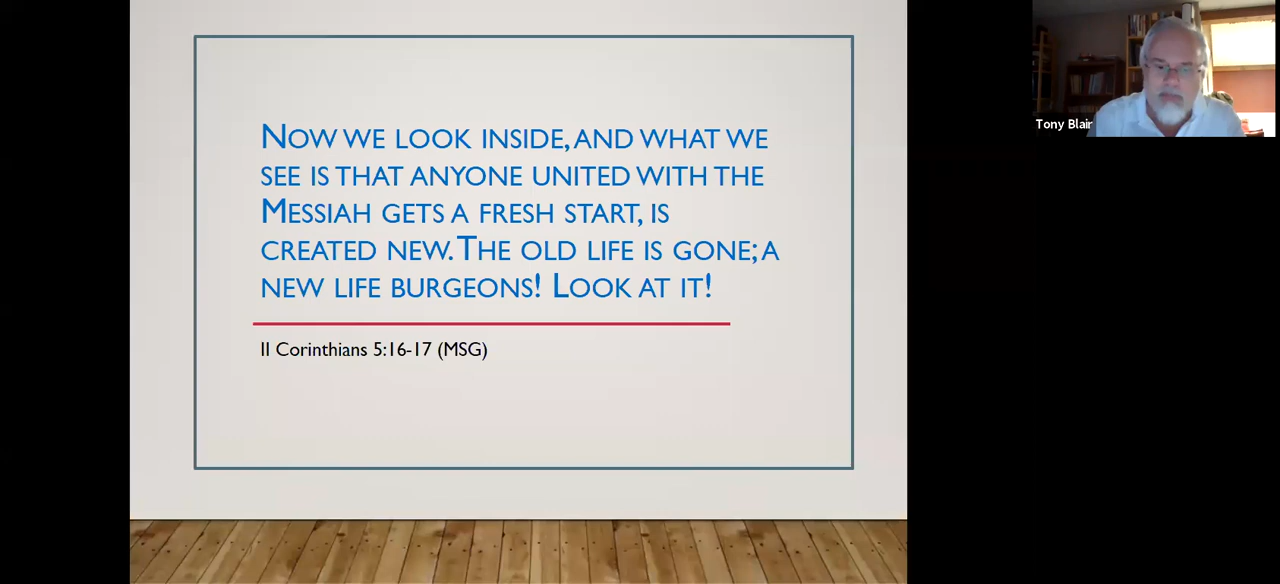 Now we look inside, and what we
see is that anyone united with the
Messiah gets a fresh start, is
created new. The old life is gone; a
new life burgeons! Look at it!
II Corinthians 5:16-17 (MSG)
Tony Blair